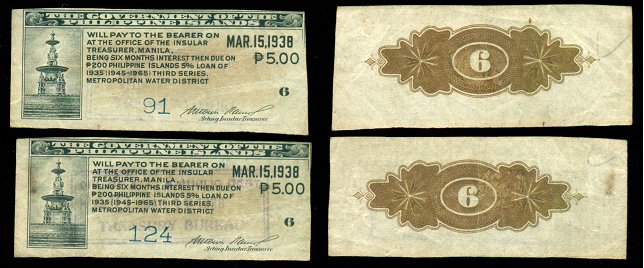 THE GOVERNMENT OF THE
PHILIPPINE ISLANDS
WILL PAY TO THE BEARER ON
AT THE OFFICE OF THE INSULAR
TREASURER, MANILA,
BEING SIX MONTHS INTEREST THEN DUE ON
₱200 PHILIPPINE ISLANDS 5% LOAN OF
1935 (1945-1965) THIRD SERIES,
METROPOLITAN WATER DISTRICT
MAR. 15, 1938
₱5.00
6
91
Acting Insular Treasurer.
6
THE GOVERNMENT OF THE
PHILIPPINE ISLANDS
WILL PAY TO THE BEARER ON
AT THE OFFICE OF THE INSULAR
TREASURER, MANILA,
BEING SIX MONTHS INTEREST THEN DUE ON
₱200 PHILIPPINE ISLANDS 5% LOAN OF
1935 (1945-1965) THIRD SERIES,
METROPOLITAN WATER DISTRICT
MAR. 15, 1938
₱5.00
6
124
Acting Insular Treasurer.
6